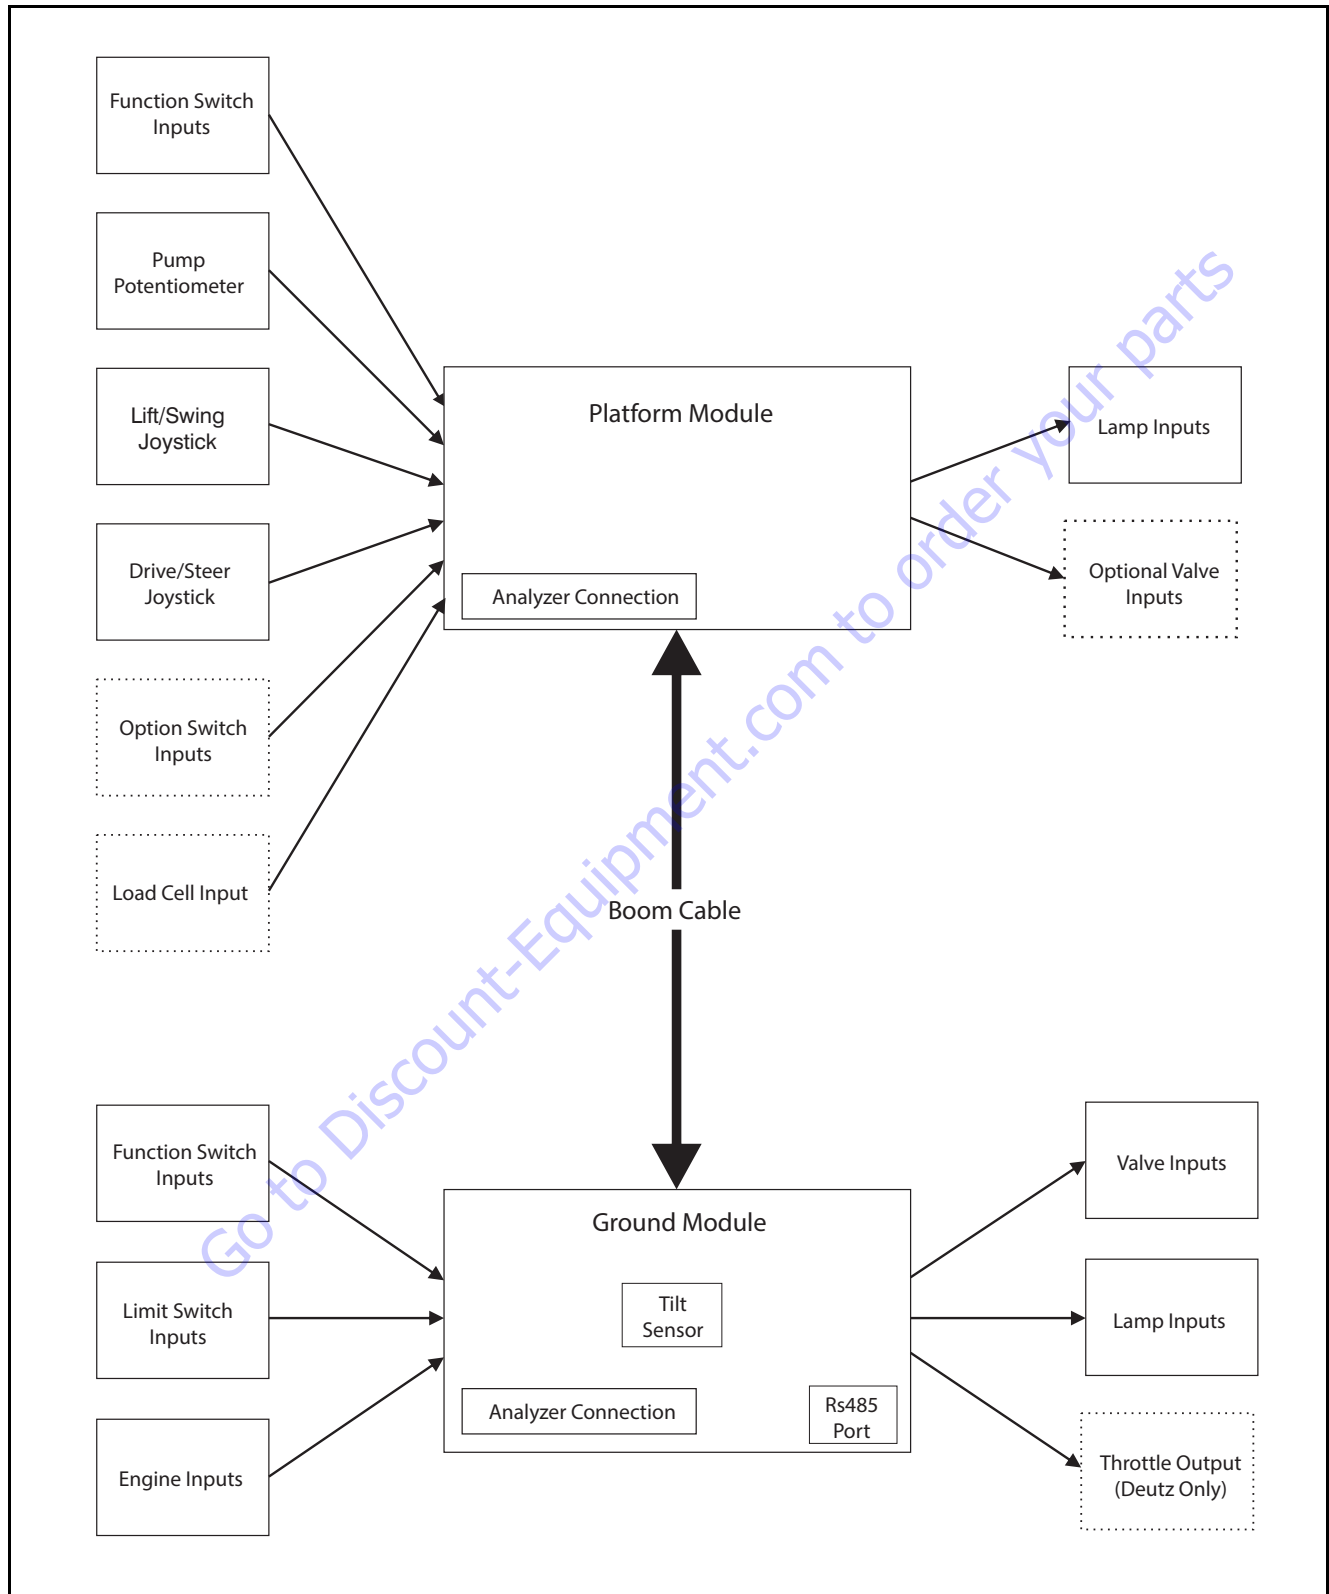 Function Switch
Inputs
Pump
Potentiometer
Lift/Swing
Joystick
Drive/Steer
Joystick
Option Switch
Inputs
Load Cell Input
Platform Module
Analyzer Connection
Lamp Inputs
Optional Valve
Inputs
Boom Cable
Function Switch
Inputs
Limit Switch
Inputs
Engine Inputs
Ground Module
Tilt
Sensor
Analyzer Connection
Rs485
Port
Valve Inputs
Lamp Inputs
Throttle Output
(Deutz Only)
Go to Discount-Equipment.com to order your parts